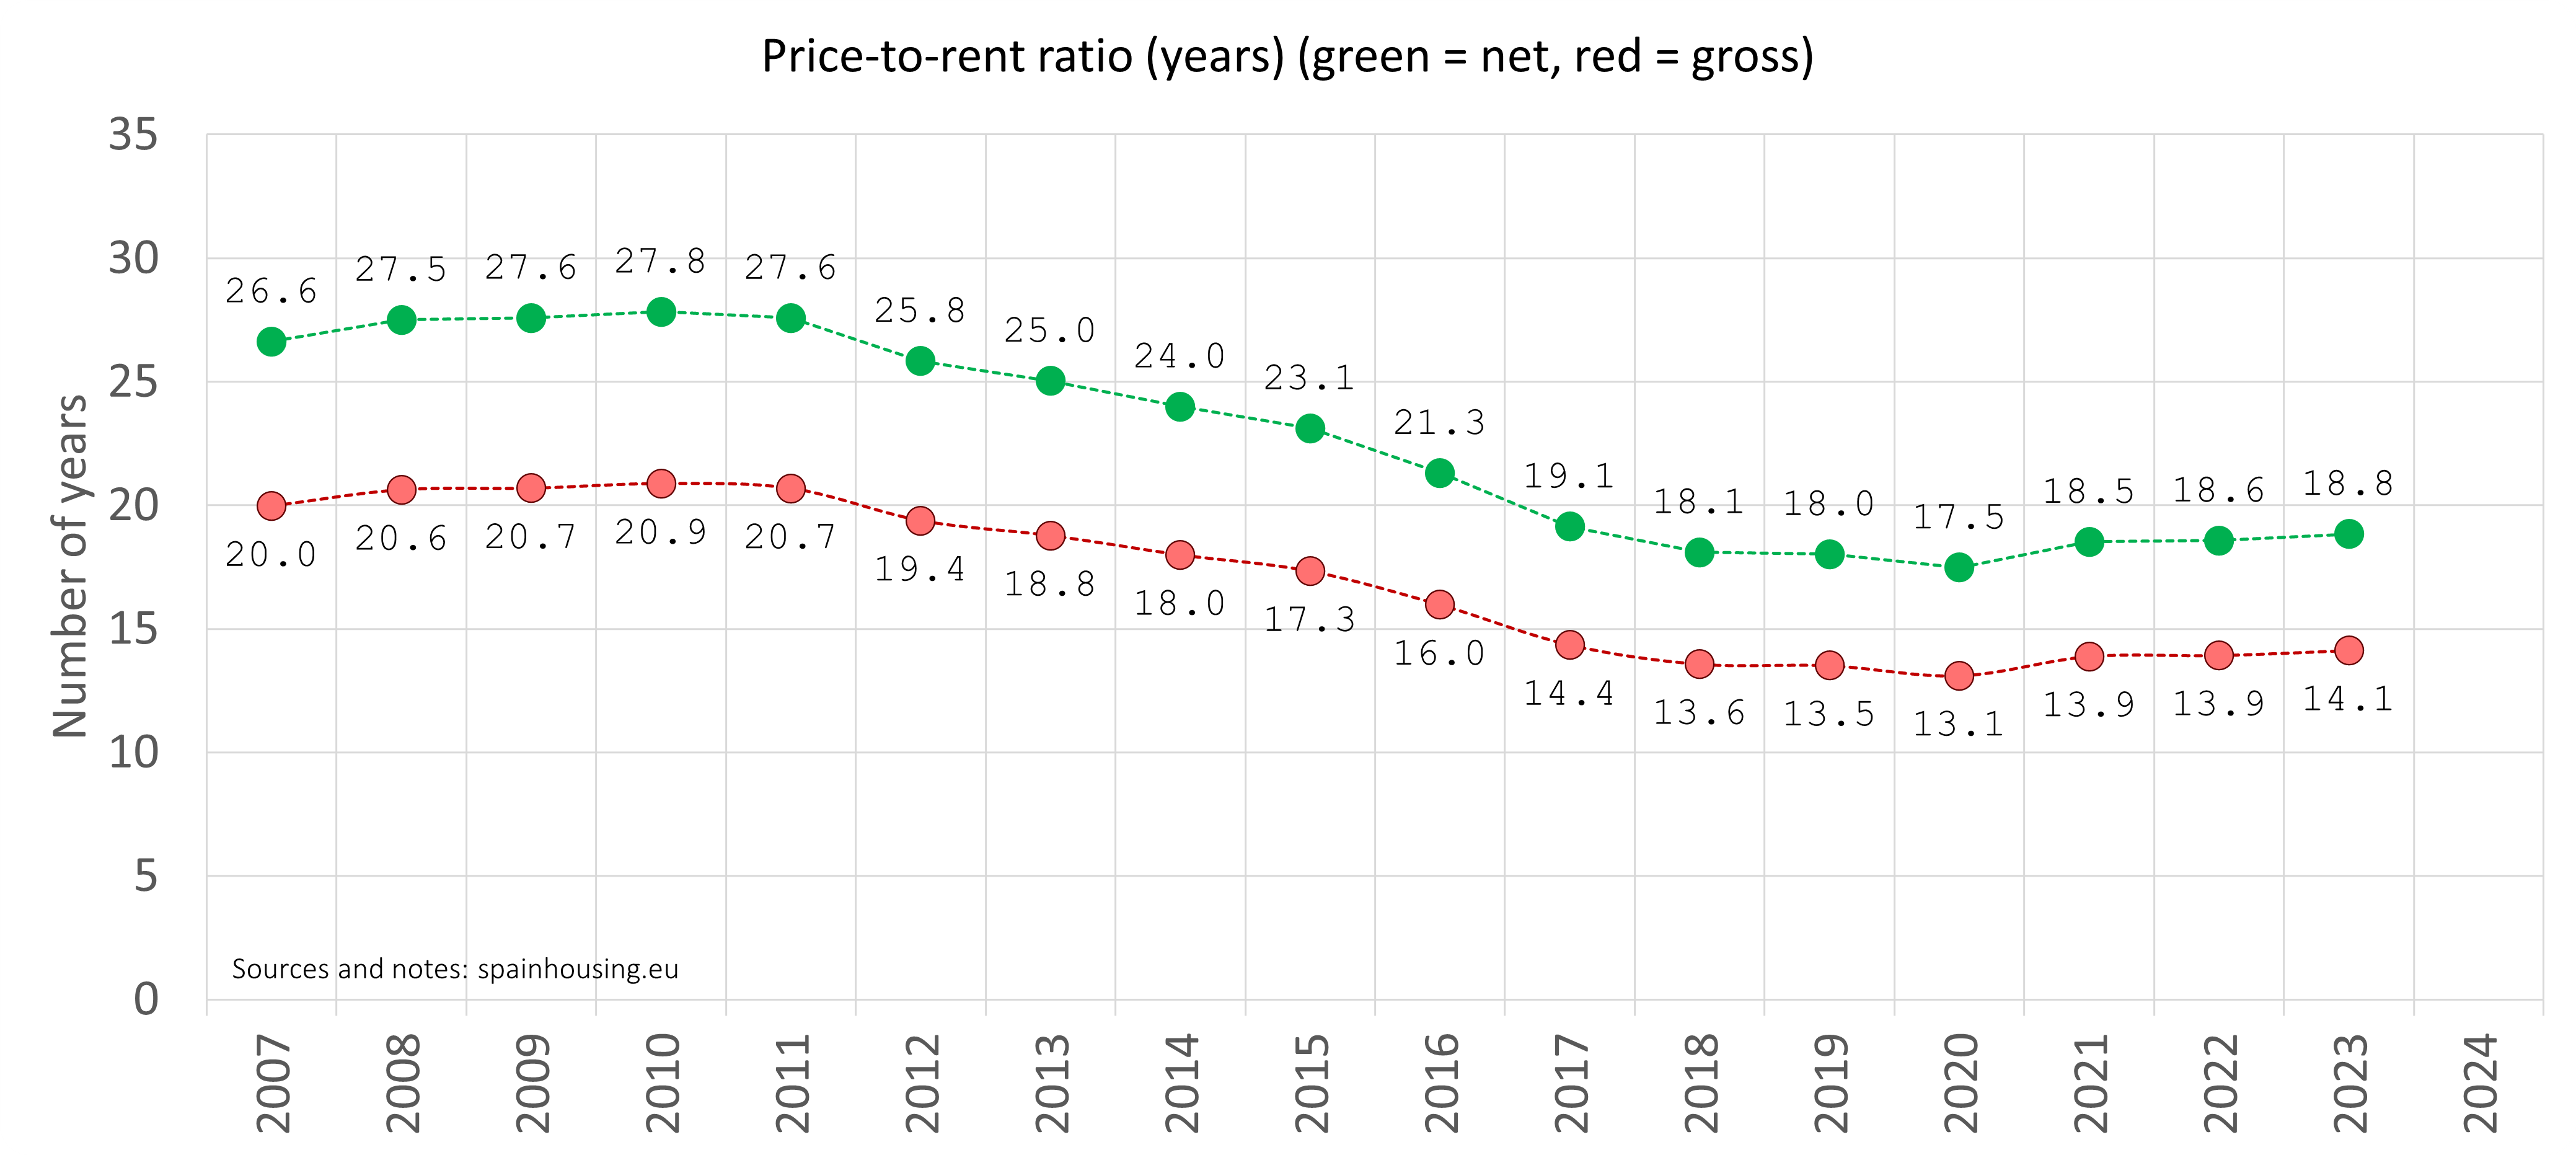 Price-to-rent ratio (years) (green = net, red = gross)
Number of years
35
30
25
20
15
10
5
0
26.6 27.5 27.6 27.8 27.6 25.8 25.0 24.0 23.1 21.3 19.1 18.1 18.0 17.5 18.5 18.6 18.8
20.0 20.6 20.7 20.9 20.7 19.4 18.8 18.0 17.3 16.0 14.4 13.6 13.5 13.1 13.9 13.9 14.1
Sources and notes: spainhousing.eu
2007 2008 2009 2010 2011 2012 2013 2014 2015 2016 2017 2018 2019 2020 2021 2022 2023 2024